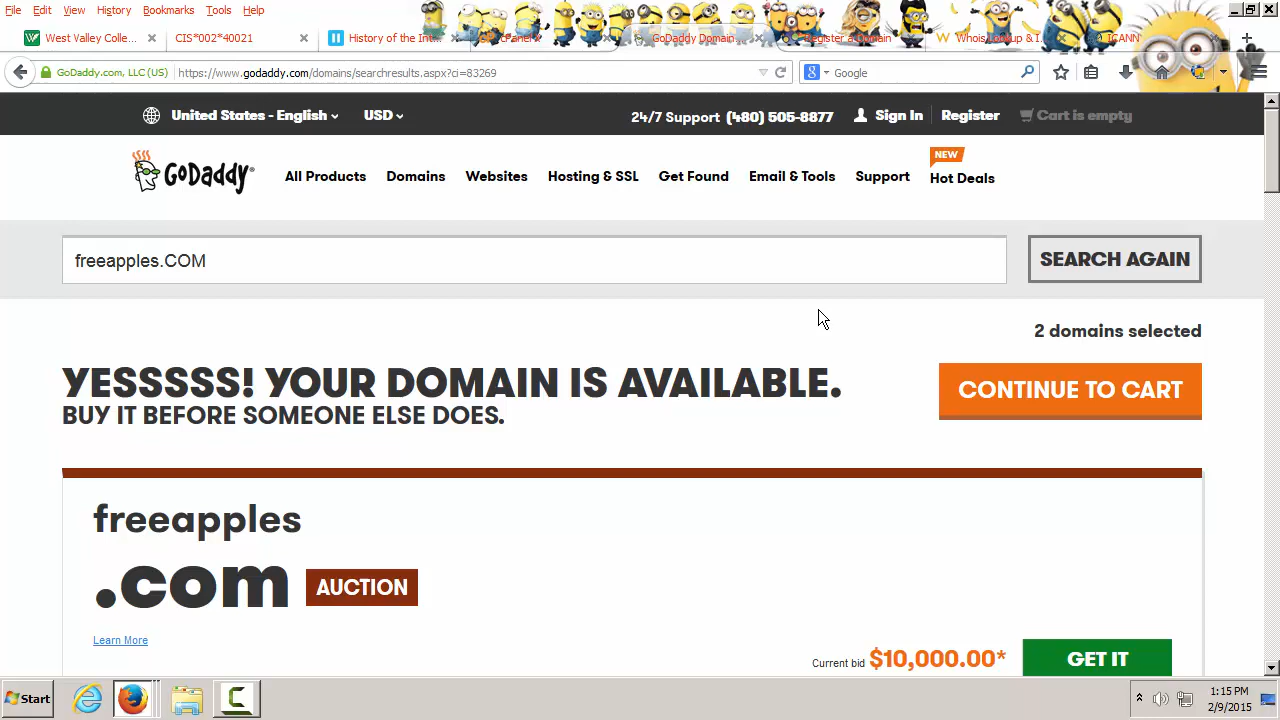 File Edit View History Bookmarks Tools Help
West Valley Colle... CIS*002*40021 History of the Inte... GoDaddy Domain Register a Domain Whois Lookup & I... ICANN
GoDaddy.com, LLC (US) https://www.godaddy.com/domains/searchresults.aspx?ci=83269 Google
United States - English USD 24/7 Support (480) 505-8877 Sign In Register Cart is empty
GoDaddy All Products Domains Websites Hosting & SSL Get Found Email & Tools Support NEW Hot Deals
freeapples.COM SEARCH AGAIN
2 domains selected
YESSSSS! YOUR DOMAIN IS AVAILABLE.
BUY IT BEFORE SOMEONE ELSE DOES.
CONTINUE TO CART
freeapples
.com AUCTION
Learn More
Current bid $10,000.00* GET IT
Start 1:15 PM
2/9/2015